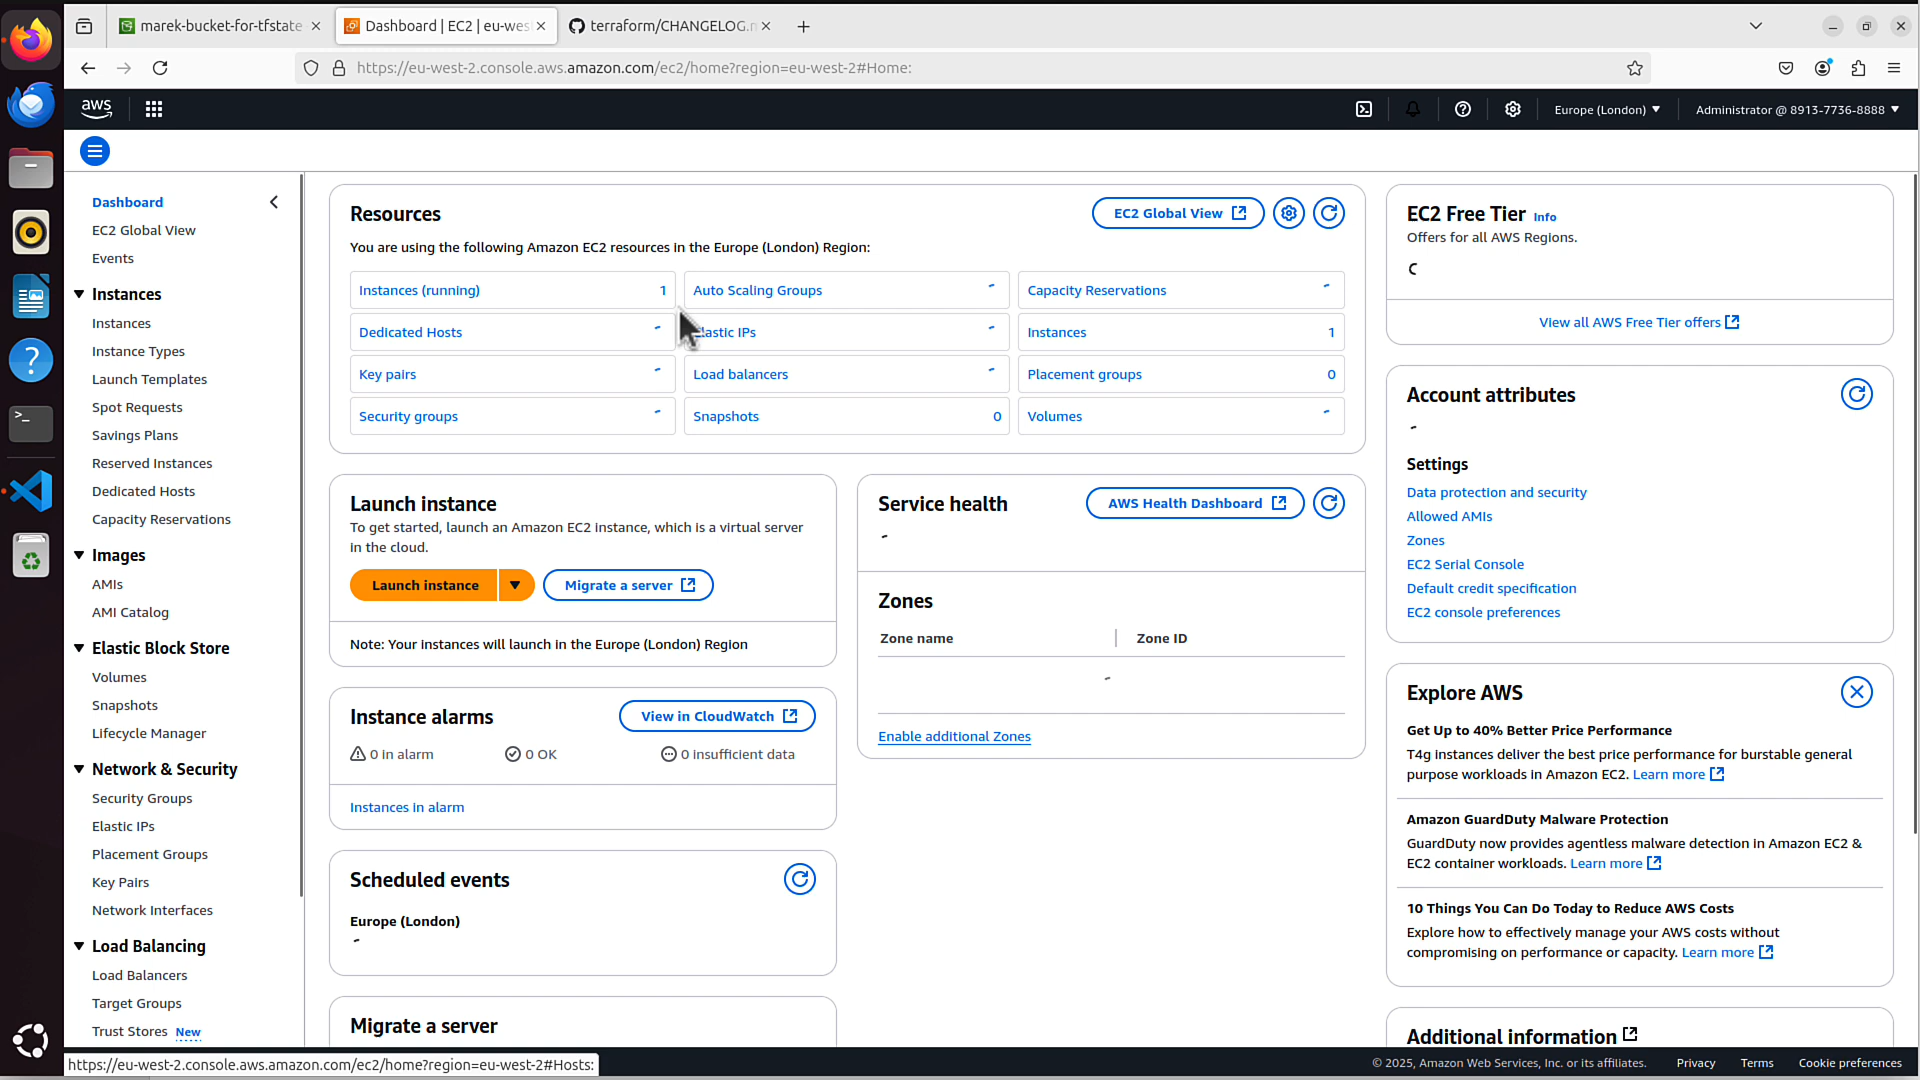 marek-bucket-for-tfstate
Dashboard | EC2 | eu-wes
terraform/CHANGELOG.
https://eu-west-2.console.aws.amazon.com/ec2/home?region=eu-west-2#Home:
aws
Europe (London)
Administrator @ 8913-7736-8888
Dashboard
EC2 Global View
Events
Instances
Instances
Instance Types
Launch Templates
Spot Requests
Savings Plans
Reserved Instances
Dedicated Hosts
Capacity Reservations
Images
AMIs
AMI Catalog
Elastic Block Store
Volumes
Snapshots
Lifecycle Manager
Network & Security
Security Groups
Elastic IPs
Placement Groups
Key Pairs
Network Interfaces
Load Balancing
Load Balancers
Target Groups
Trust Stores New
Resources
EC2 Global View
You are using the following Amazon EC2 resources in the Europe (London) Region:
Instances (running) 1
Auto Scaling Groups -
Capacity Reservations -
Dedicated Hosts -
lastic IPs -
Instances 1
Key pairs -
Load balancers -
Placement groups 0
Security groups -
Snapshots 0
Volumes -
Launch instance
To get started, launch an Amazon EC2 instance, which is a virtual server
in the cloud.
Launch instance
Migrate a server
Note: Your instances will launch in the Europe (London) Region
Instance alarms
View in CloudWatch
0 in alarm
0 OK
0 insufficient data
Instances in alarm
Scheduled events
Europe (London)
-
Migrate a server
Service health
AWS Health Dashboard
-
Zones
Zone name
Zone ID
-
Enable additional Zones
EC2 Free Tier Info
Offers for all AWS Regions.
View all AWS Free Tier offers
Account attributes
-
Settings
Data protection and security
Allowed AMIs
Zones
EC2 Serial Console
Default credit specification
EC2 console preferences
Explore AWS
Get Up to 40% Better Price Performance
T4g instances deliver the best price performance for burstable general
purpose workloads in Amazon EC2. Learn more
Amazon GuardDuty Malware Protection
GuardDuty now provides agentless malware detection in Amazon EC2 &
EC2 container workloads. Learn more
10 Things You Can Do Today to Reduce AWS Costs
Explore how to effectively manage your AWS costs without
compromising on performance or capacity. Learn more
Additional information
https://eu-west-2.console.aws.amazon.com/ec2/home?region=eu-west-2#Hosts:
© 2025, Amazon Web Services, Inc. or its affiliates.
Privacy
Terms
Cookie preferences